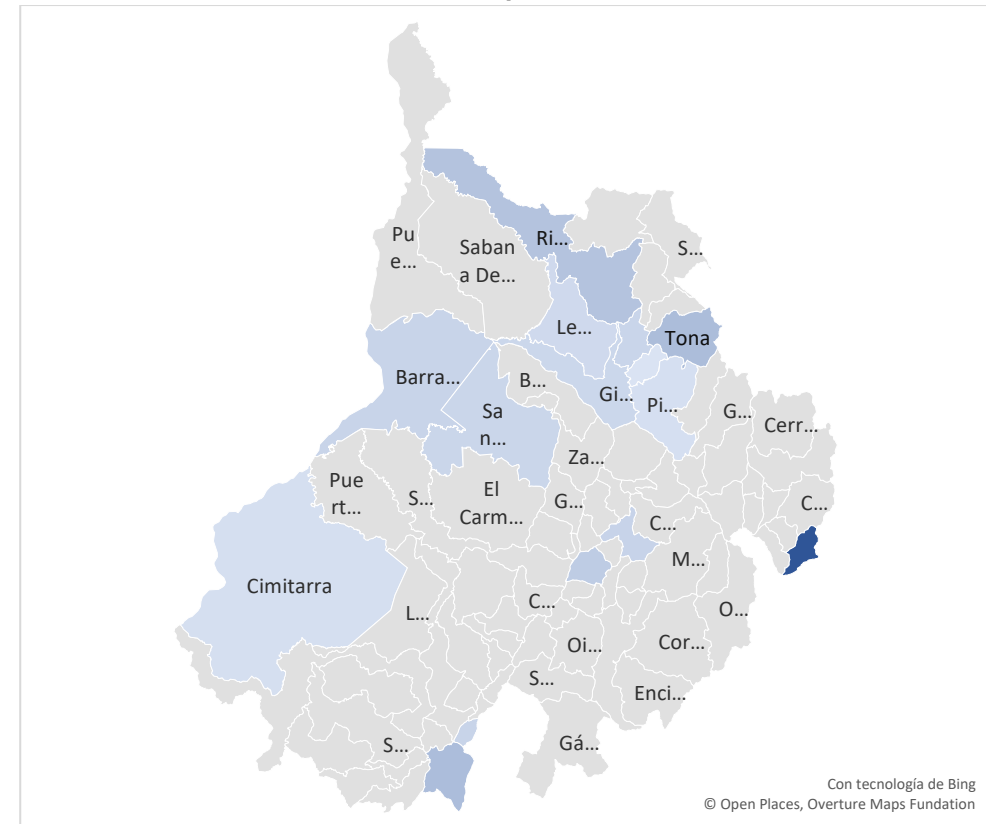 Pu
e...
Saban
a De...
Ri...
S...
Le...
Tona
Barra...
B...
Gi...
Pi...
Sa
n...
G...
Cerr...
Za...
Pue
rt...
S...
El
Carm...
G...
C...
C...
M...
Cimitarra
L...
C...
O...
Oi...
Cor...
S...
Enci...
S...
Gá...
Con tecnología de Bing
© Open Places, Overture Maps Fundation